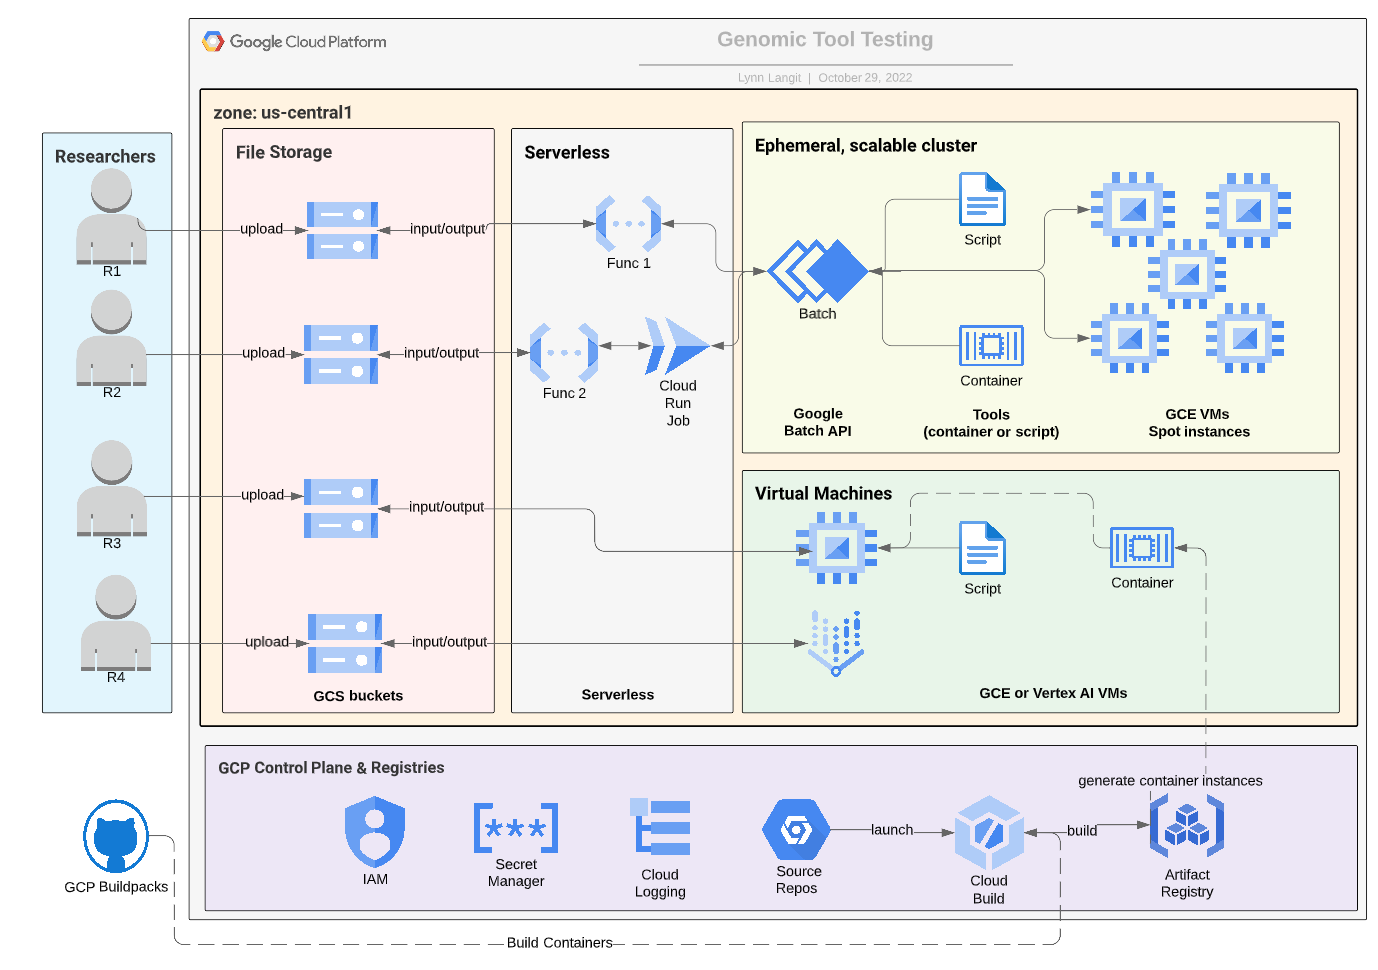 Google Cloud Platform
Genomic Tool Testing
Lynn Langit | October 29, 2022
zone: us-central1
Researchers
R1
R2
R3
R4
File Storage
upload
input/output
upload
input/output
upload
input/output
upload
input/output
GCS buckets
Serverless
Func 1
Func 2
Cloud
Run
Job
Serverless
Ephemeral, scalable cluster
Script
Batch
Container
Google
Batch API
Tools
(container or script)
GCE VMs
Spot instances
Virtual Machines
Script
Container
GCE or Vertex AI VMs
GCP Control Plane & Registries
generate container instances
***
IAM
Secret
Manager
Cloud
Logging
Source
Repos
launch
Cloud
Build
build
Artifact
Registry
GCP Buildpacks
Build Containers